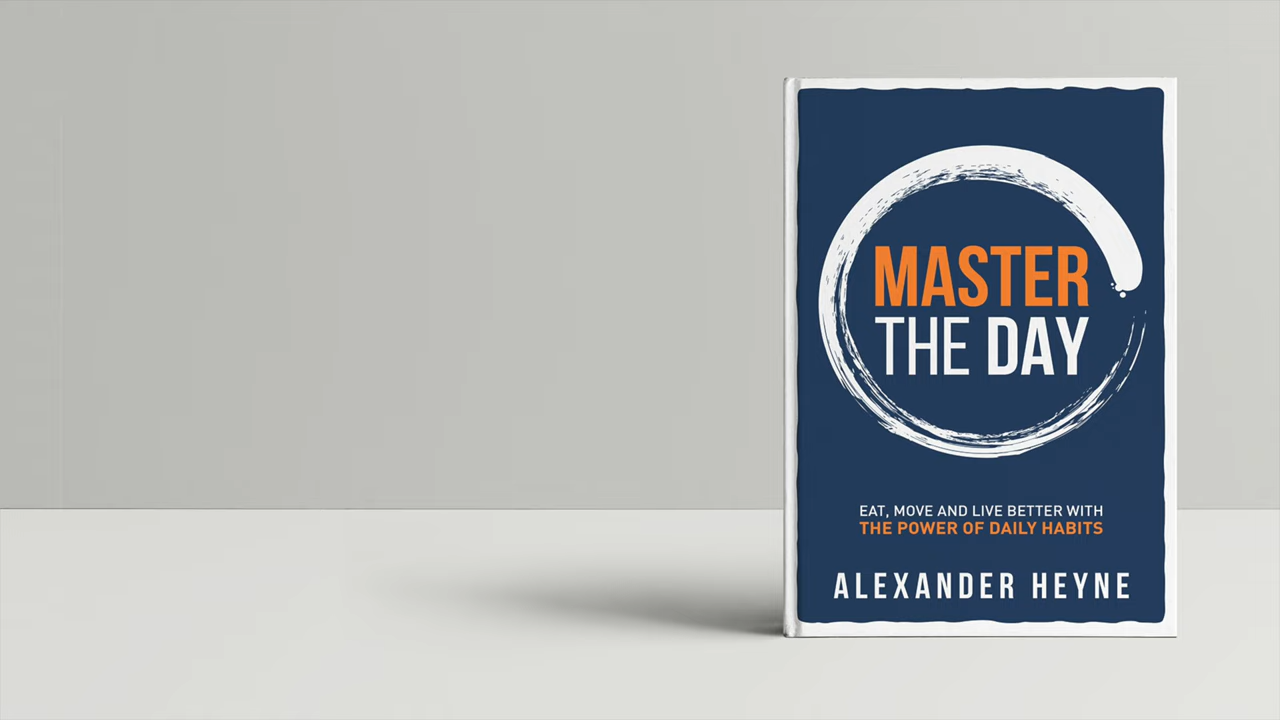 MASTER
THE DAY
EAT, MOVE AND LIVE BETTER WITH
THE POWER OF DAILY HABITS
ALEXANDER HEYNE